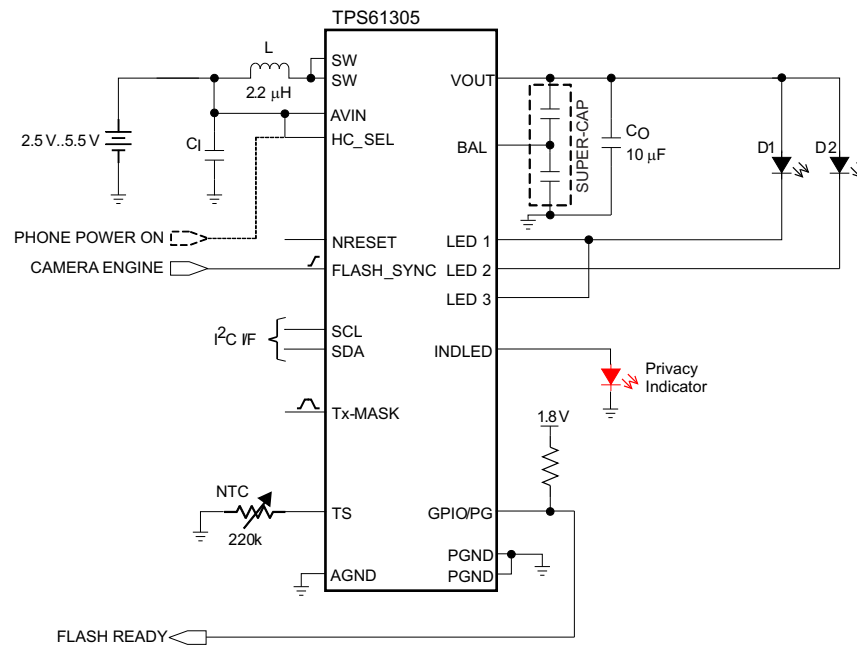 TPS61305
L
2.2 μH
SW
SW
VOUT
AVIN
HC_SEL
2.5 V..5.5 V
CI
BAL
SUPER-CAP
CO
10 μF
D1
D2
PHONE POWER ON
NRESET
LED 1
CAMERA ENGINE
FLASH_SYNC
LED 2
LED 3
I2C I/F
SCL
SDA
INDLED
Privacy
Indicator
1.8 V
Tx-MASK
NTC
220k
TS
GPIO/PG
PGND
PGND
AGND
FLASH READY